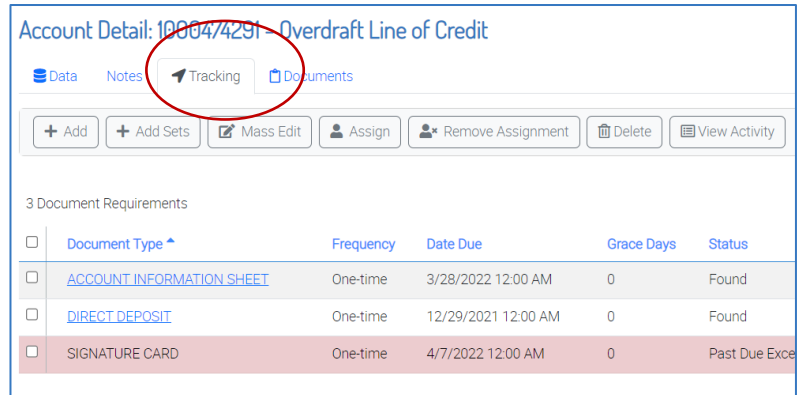 Account Detail: 1000474291 – Overdraft Line of Credit
Data Notes Tracking Documents
+ Add + Add Sets Mass Edit Assign Remove Assignment Delete View Activity
3 Document Requirements
Document Type Frequency Date Due Grace Days Status
ACCOUNT INFORMATION SHEET One-time 3/28/2022 12:00 AM 0 Found
DIRECT DEPOSIT One-time 12/29/2021 12:00 AM 0 Found
SIGNATURE CARD One-time 4/7/2022 12:00 AM 0 Past Due Exce